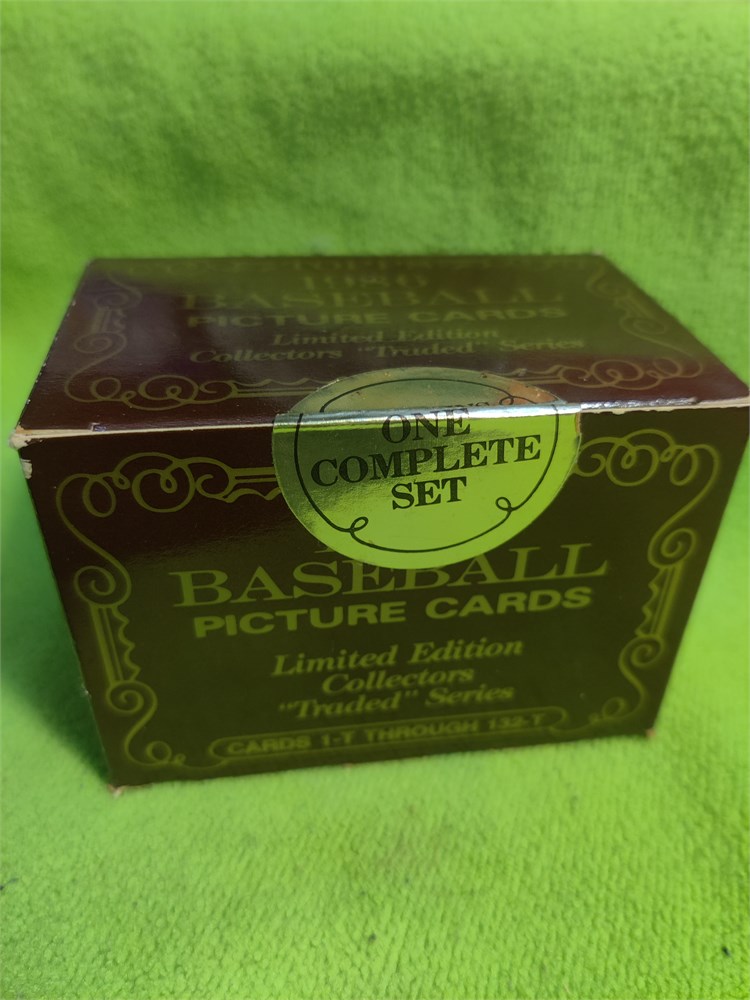 1986
BASEBALL
PICTURE CARDS
Limited Edition
Collectors "Traded" Series
ONE
COMPLETE
SET
BASEBALL
PICTURE CARDS
Limited Edition
Collectors
"Traded" Series
CARDS 1-T THROUGH 132-T